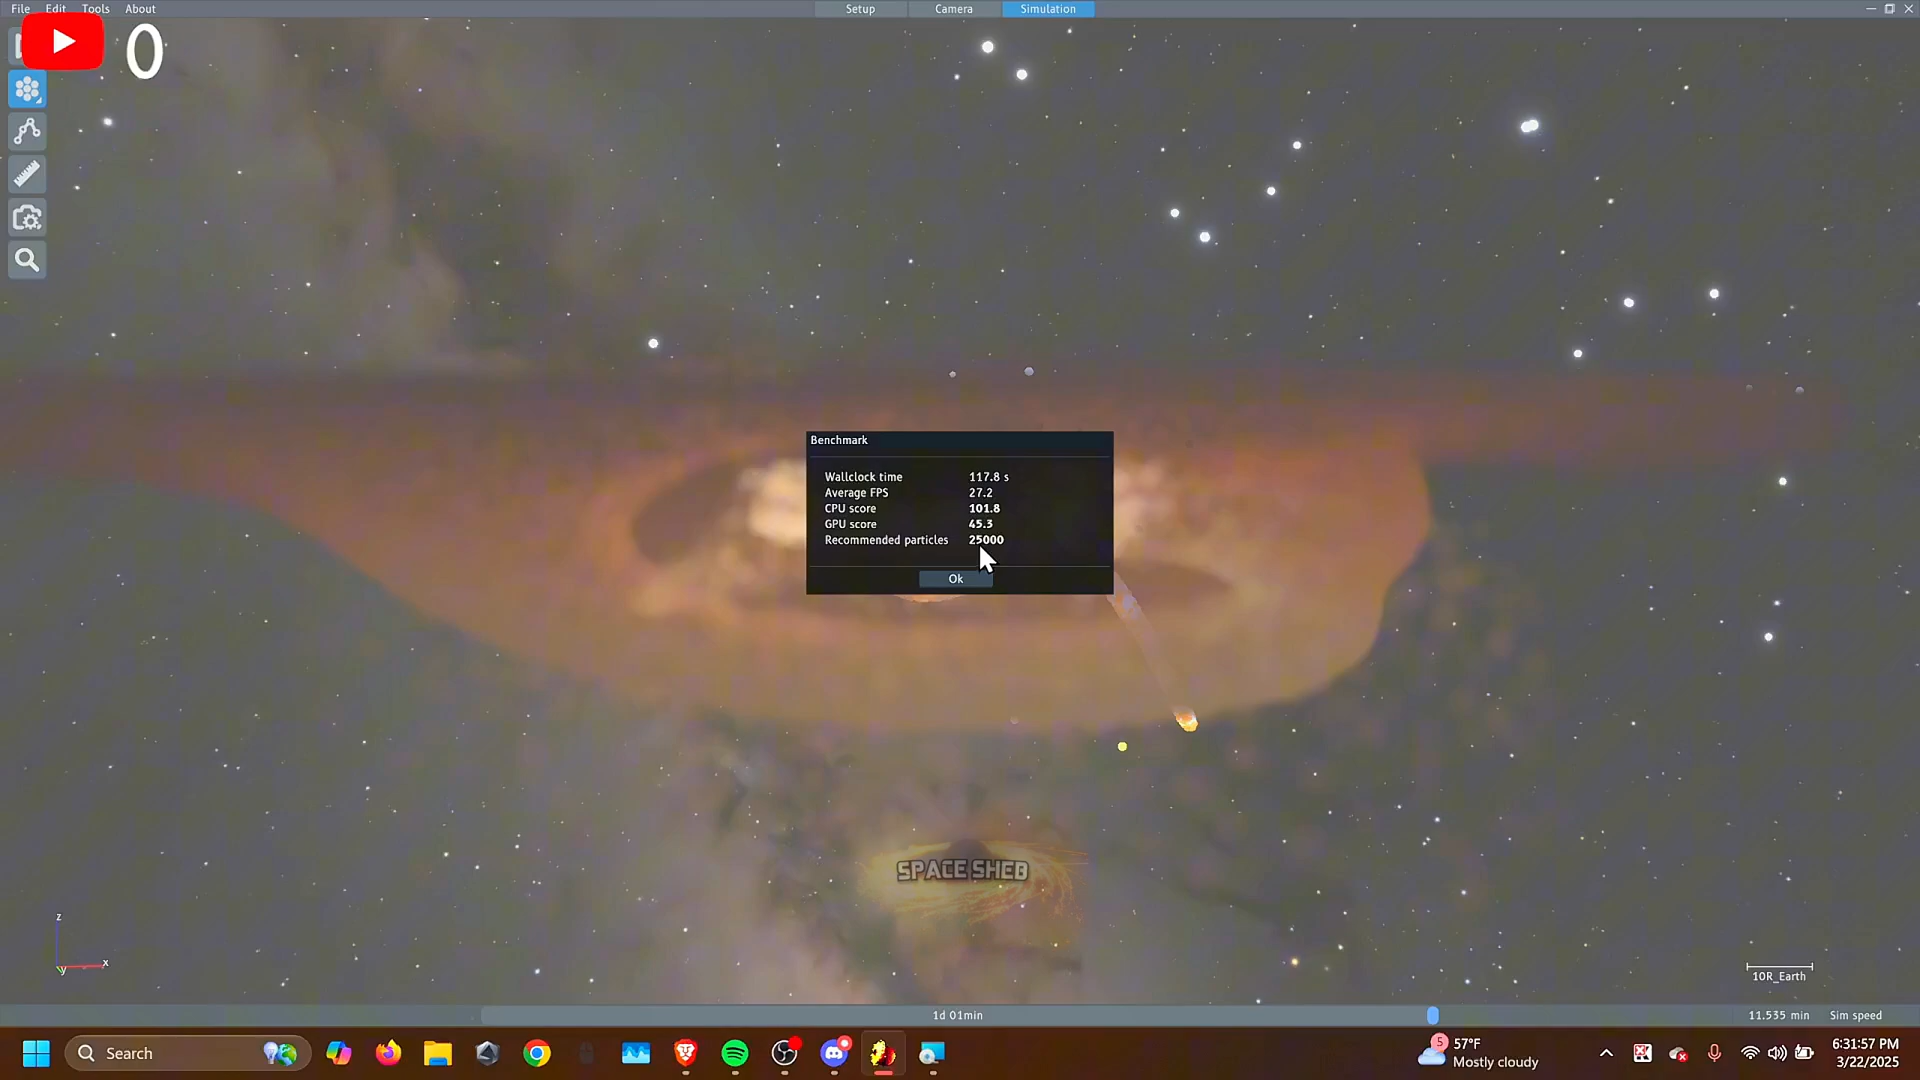 File Edit Tools About
Setup Camera Simulation
0
Benchmark
Wallclock time 117.8 s
Average FPS 27.2
CPU score 101.8
GPU score 45.3
Recommended particles 25000
Ok
SPACE SHEB
z
x
y
10R_Earth
1d 01min
11.535 min Sim speed
Search
5
57°F
Mostly cloudy
6:31:57 PM
3/22/2025